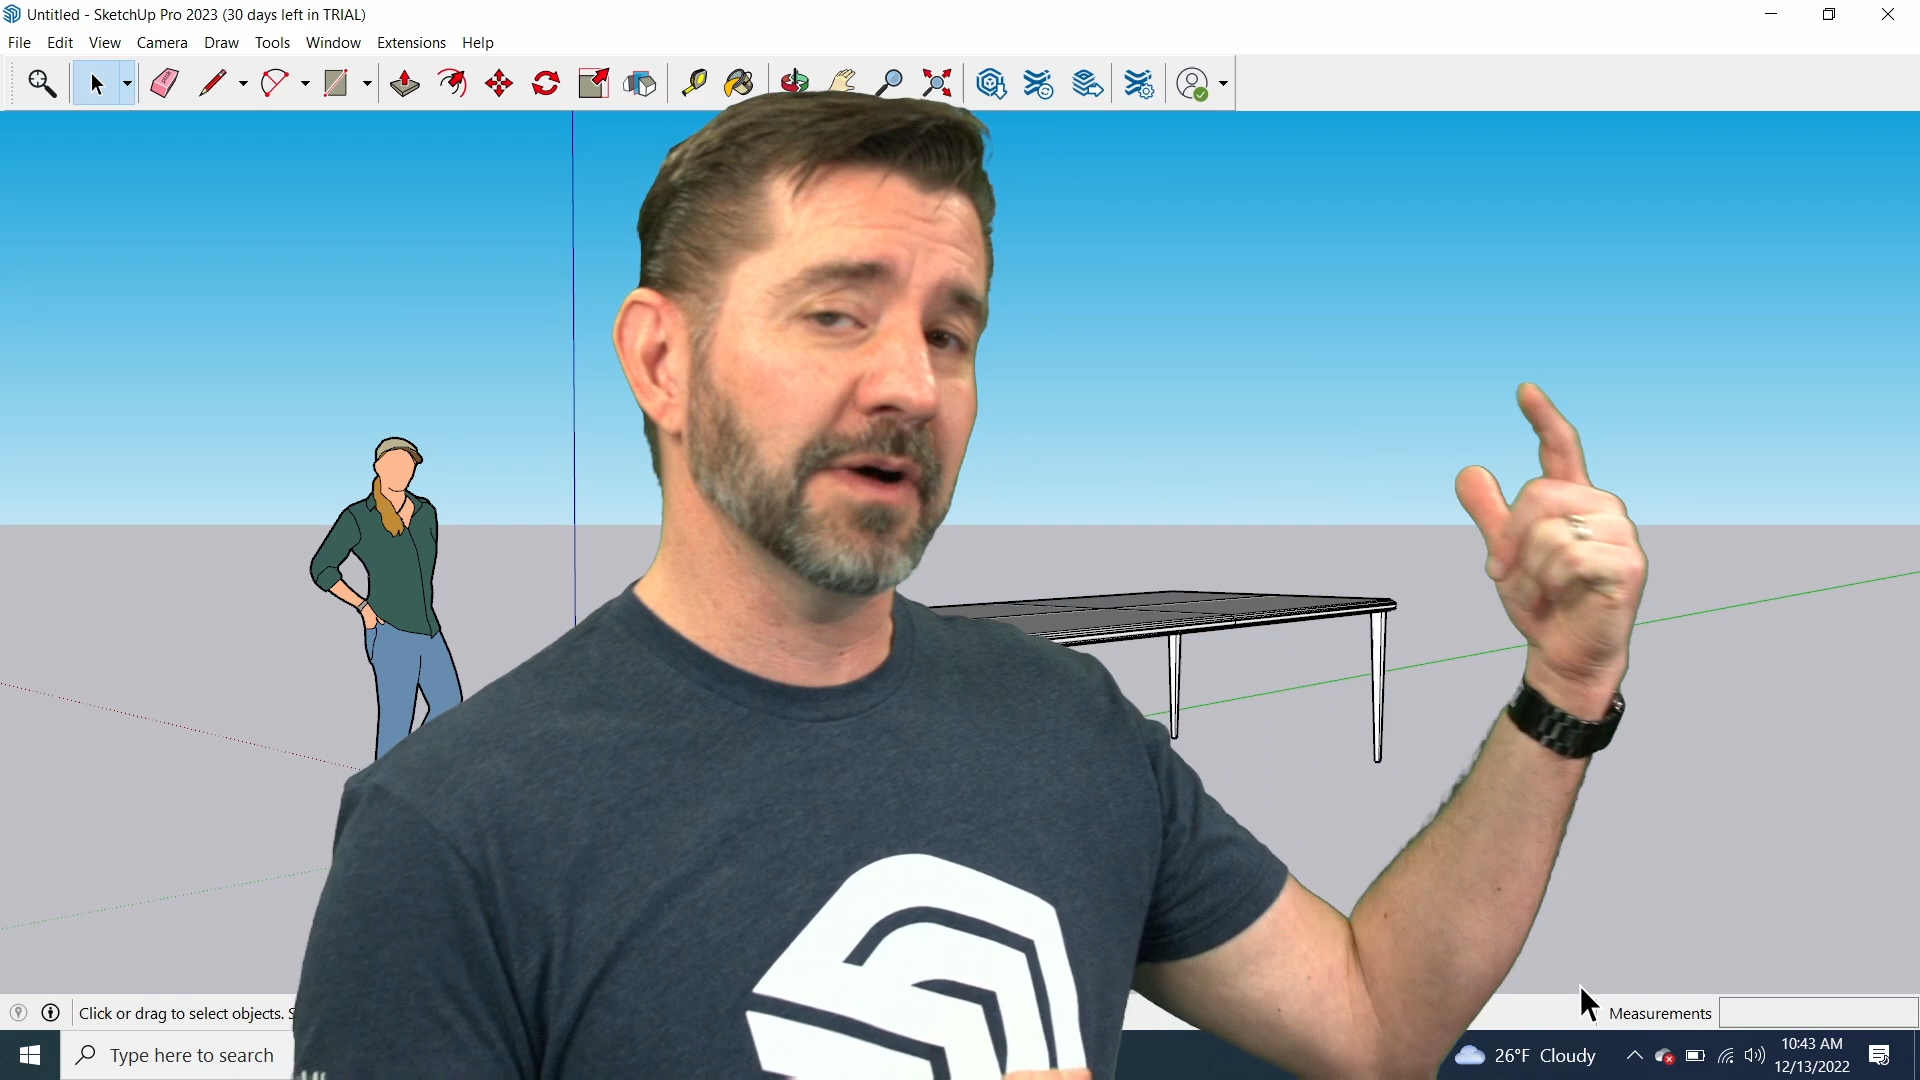 Untitled - SketchUp Pro 2023 (30 days left in TRIAL)
File Edit View Camera Draw Tools Window Extensions Help
Click or drag to select objects. S
Measurements
Type here to search
26°F Cloudy
10:43 AM
12/13/2022